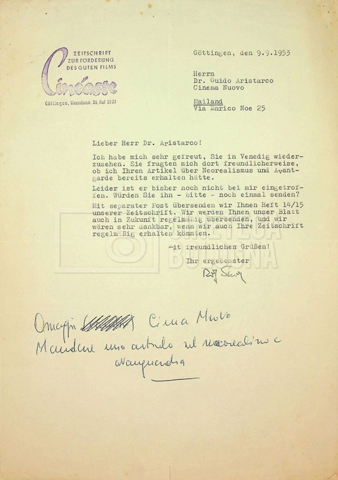 ZEITSCHRIFT
ZUR FÖRDERUNG
DES GUTEN FILMS
Cinéaste
Göttingen,
Göttingen, den 9.9.1953
Herrn
Dr. Guido Aristarco
Cinema Nuovo
Mailand
Via Enrico Noe 25
Lieber Herr Dr. Aristarco!
Ich habe mich sehr gefreut, Sie in Venedig wieder-
zusehen. Sie fragten mich dort freundlicherweise,
ob ich Ihren Artikel über Neorealismus und Avant-
garde bereits erhalten hätte.
Leider ist er bisher noch nicht bei mir eingetrof-
fen. Würden Sie ihn - bitte - noch einmal senden?
Mit separater Post übersenden wir Ihnen Heft 14/15
unserer Zeitschrift. Wir werden Ihnen unser Blatt
auch in Zukunft regelmäßig übersenden, und wir
wären sehr dankbar, wenn wir auch Ihre Zeitschrift
regelmäßig erhalten könnten.
Mit freundlichen Grüßen!
Ihr ergebenster
CINETECA
BOLOGNA
Omaggio Cinema Nuovo
Mandare mio articolo sul neorealismo e
avanguardia